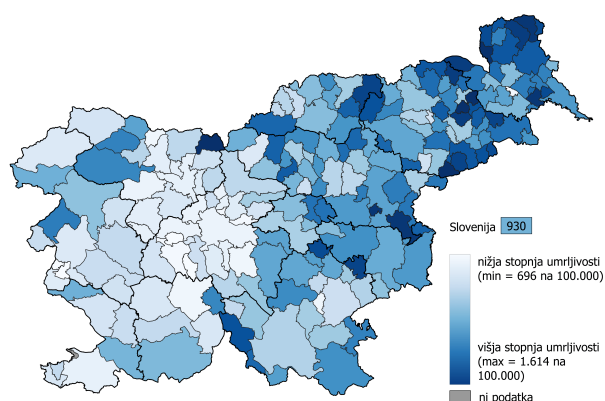 Slovenija 930
nižja stopnja umrljivosti
(min = 696 na 100.000)
višja stopnja umrljivosti
(max = 1.614 na
100.000)
ni podatka